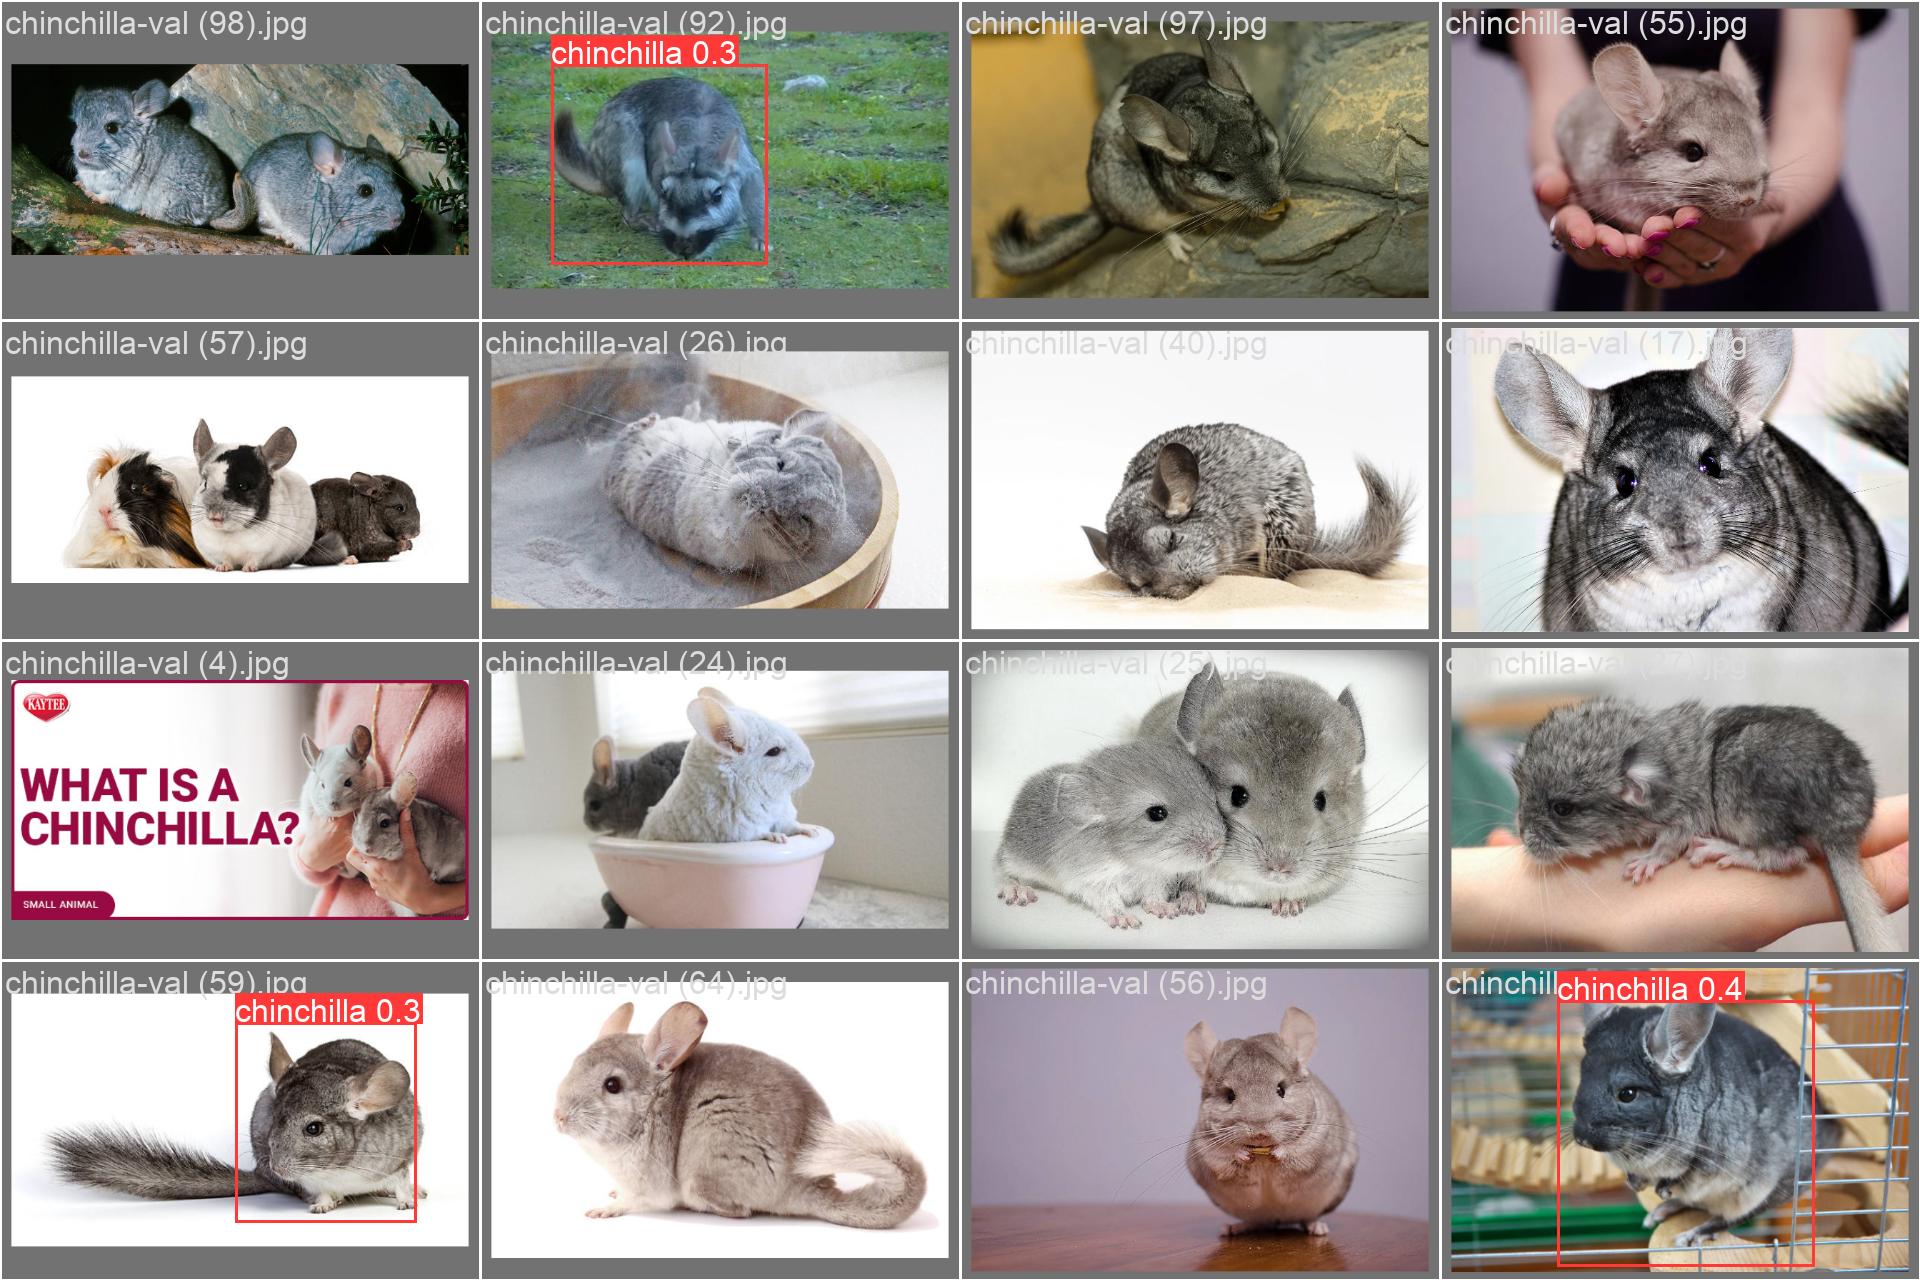 chinchilla-val (98).jpg
chinchilla-val (92).jpg
chinchilla 0.3
chinchilla-val (97).jpg
chinchilla-val (55).jpg
chinchilla-val (57).jpg
chinchilla-val (26).jpg
chinchilla-val (40).jpg
chinchilla-val (17).jpg
chinchilla-val (4).jpg
KAYTEE
WHAT IS A
CHINCHILLA?
SMALL ANIMAL
chinchilla-val (24).jpg
chinchilla-val (25).jpg
chinchilla-val
chinchilla-val (59).jpg
chinchilla 0.3
chinchilla-val (64).jpg
chinchilla-val (56).jpg
chinchill
chinchilla 0.4